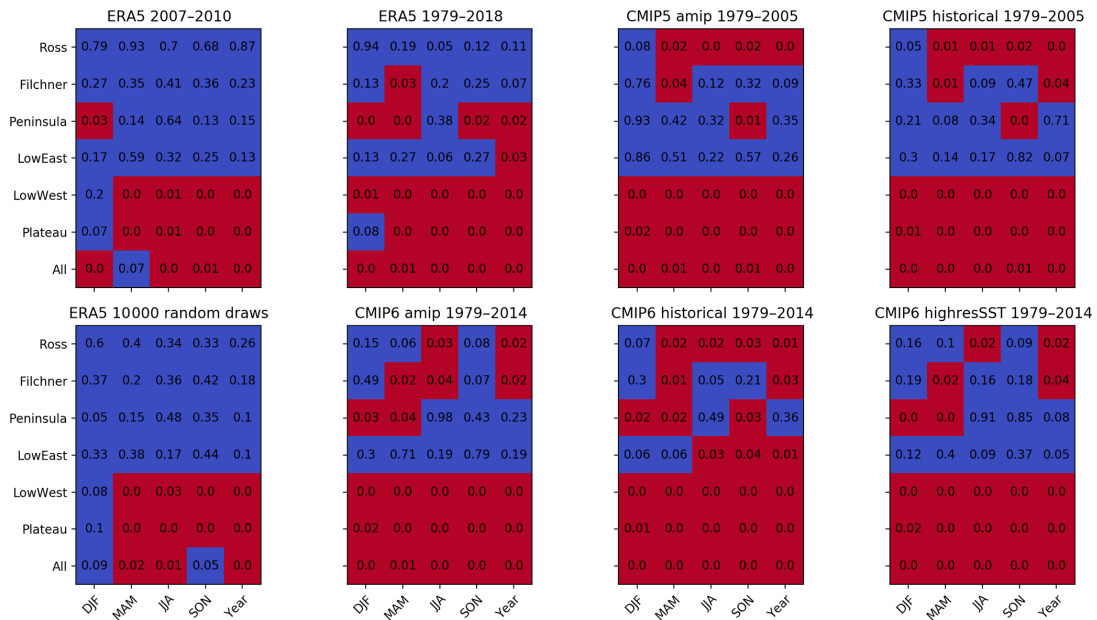 ERA5 2007–2010 ERA5 1979–2018 CMIP5 amip 1979–2005 CMIP5 historical 1979–2005
Ross 0.79 0.93 0.7 0.68 0.87 0.94 0.19 0.05 0.12 0.11 0.08 0.02 0.0 0.02 0.0 0.05 0.01 0.01 0.02 0.0
Filchner 0.27 0.35 0.41 0.36 0.23 0.13 0.03 0.2 0.25 0.07 0.76 0.04 0.12 0.32 0.09 0.33 0.01 0.09 0.47 0.04
Peninsula 0.03 0.14 0.64 0.13 0.15 0.0 0.0 0.38 0.02 0.02 0.93 0.42 0.32 0.01 0.35 0.21 0.08 0.34 0.0 0.71
LowEast 0.17 0.59 0.32 0.25 0.13 0.13 0.27 0.06 0.27 0.03 0.86 0.51 0.22 0.57 0.26 0.3 0.14 0.17 0.82 0.07
LowWest 0.2 0.0 0.01 0.0 0.0 0.01 0.0 0.0 0.0 0.0 0.0 0.0 0.0 0.0 0.0 0.0 0.0 0.0 0.0 0.0
Plateau 0.07 0.0 0.01 0.0 0.0 0.08 0.0 0.0 0.0 0.0 0.02 0.0 0.0 0.0 0.0 0.01 0.0 0.0 0.0 0.0
All 0.0 0.07 0.0 0.01 0.0 0.0 0.01 0.0 0.0 0.0 0.0 0.01 0.0 0.01 0.0 0.0 0.0 0.0 0.01 0.0
ERA5 10000 random draws CMIP6 amip 1979–2014 CMIP6 historical 1979–2014 CMIP6 highresSST 1979–2014
Ross 0.6 0.4 0.34 0.33 0.26 0.15 0.06 0.03 0.08 0.02 0.07 0.02 0.02 0.03 0.01 0.16 0.1 0.02 0.09 0.02
Filchner 0.37 0.2 0.36 0.42 0.18 0.49 0.02 0.04 0.07 0.02 0.3 0.01 0.05 0.21 0.03 0.19 0.02 0.16 0.18 0.04
Peninsula 0.05 0.15 0.48 0.35 0.1 0.03 0.04 0.98 0.43 0.23 0.02 0.02 0.49 0.03 0.36 0.0 0.0 0.91 0.85 0.08
LowEast 0.33 0.38 0.17 0.44 0.1 0.3 0.71 0.19 0.79 0.19 0.06 0.06 0.03 0.04 0.01 0.12 0.4 0.09 0.37 0.05
LowWest 0.08 0.0 0.03 0.0 0.0 0.0 0.0 0.0 0.0 0.0 0.0 0.0 0.0 0.0 0.0 0.0 0.0 0.0 0.0 0.0
Plateau 0.1 0.0 0.0 0.0 0.0 0.02 0.0 0.0 0.0 0.0 0.01 0.0 0.0 0.0 0.0 0.02 0.0 0.0 0.0 0.0
All 0.09 0.02 0.01 0.05 0.0 0.0 0.01 0.0 0.0 0.0 0.0 0.0 0.0 0.0 0.0 0.0 0.0 0.0 0.0 0.0
DJF MAM JJA SON Year DJF MAM JJA SON Year DJF MAM JJA SON Year DJF MAM JJA SON Year